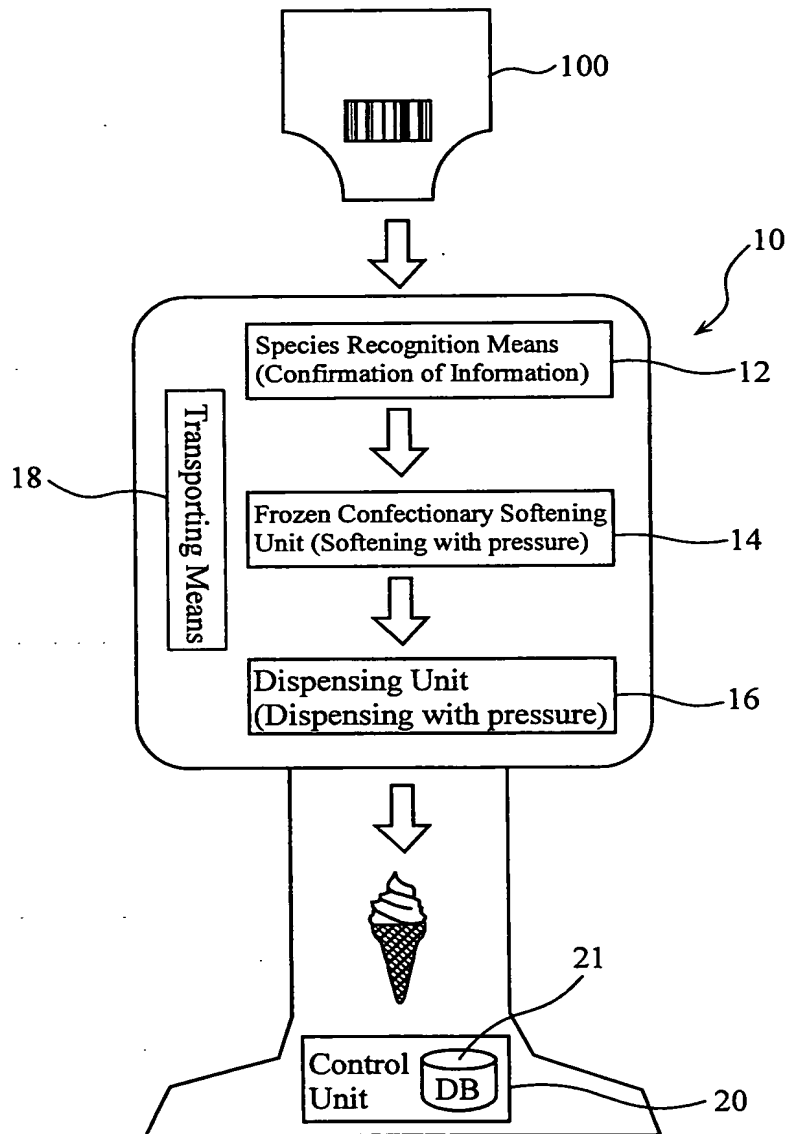 100
10
Species Recognition Means
(Confirmation of Information)
12
Transporting Means
18
Frozen Confectionary Softening
Unit (Softening with pressure)
14
Dispensing Unit
(Dispensing with pressure)
16
21
Control
Unit
DB
20